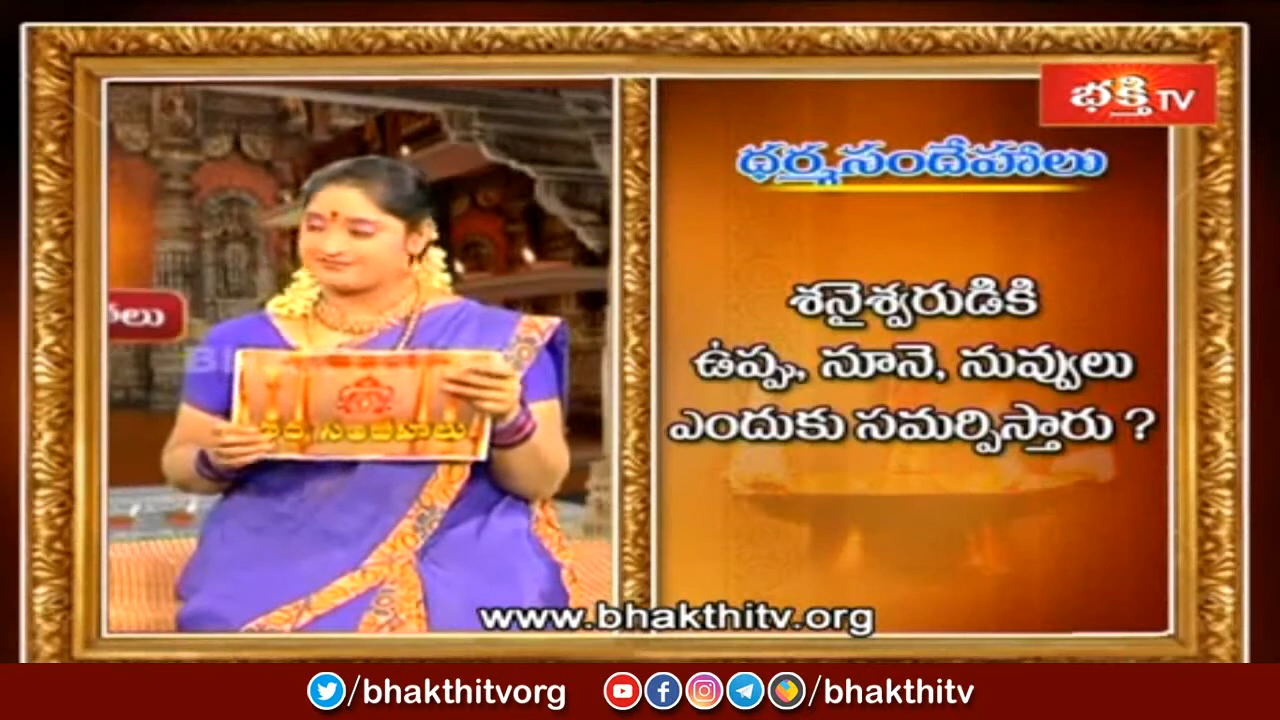 భక్తి TV
ధర్మసందేహాలు
శనైశ్వరుడికి
ఉప్పు, నూనె, నువ్వులు
ఎందుకు సమర్పిస్తారు ?
సందేహాలు
www.bhakthitv.org
/bhakthitvorg
/bhakthitv